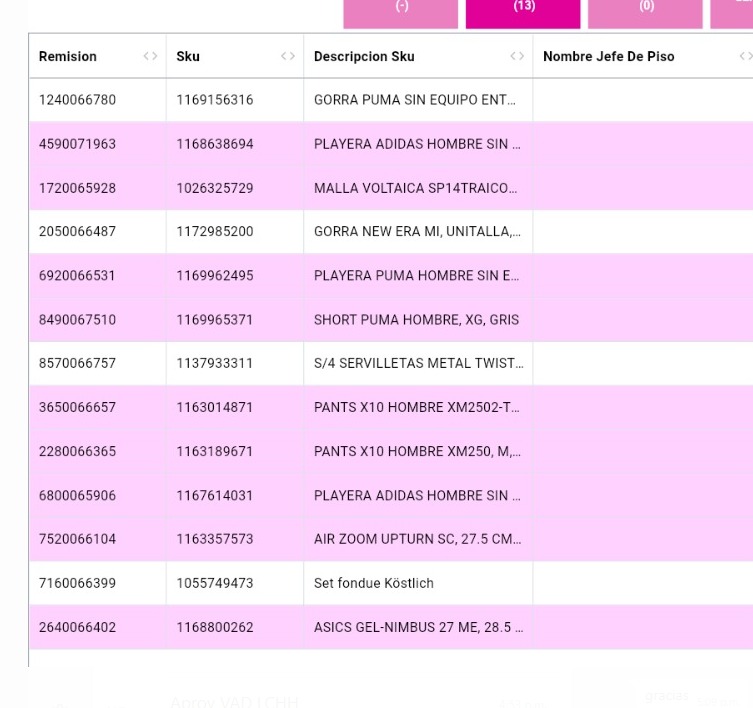 (-) (13) (0)
Remision Sku Descripcion Sku Nombre Jefe De Piso
1240066780 1169156316 GORRA PUMA SIN EQUIPO ENT...
4590071963 1168638694 PLAYERA ADIDAS HOMBRE SIN ...
1720065928 1026325729 MALLA VOLTAICA SP14TRAICO...
2050066487 1172985200 GORRA NEW ERA MI, UNITALLA,...
6920066531 1169962495 PLAYERA PUMA HOMBRE SIN E...
8490067510 1169965371 SHORT PUMA HOMBRE, XG, GRIS
8570066757 1137933311 S/4 SERVILLETAS METAL TWIST...
3650066657 1163014871 PANTS X10 HOMBRE XM2502-T...
2280066365 1163189671 PANTS X10 HOMBRE XM250, M,...
6800065906 1167614031 PLAYERA ADIDAS HOMBRE SIN ...
7520066104 1163357573 AIR ZOOM UPTURN SC, 27.5 CM...
7160066399 1055749473 Set fondue Köstlich
2640066402 1168800262 ASICS GEL-NIMBUS 27 ME, 28.5 ...
gracias